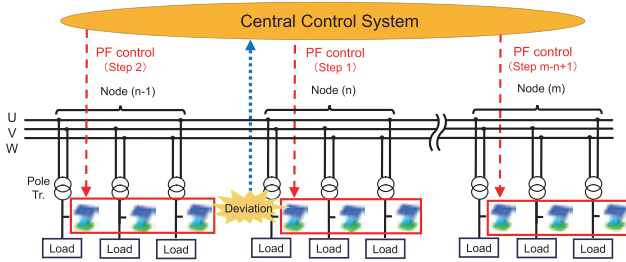 Central Control System
PF control
(Step 2)
PF control
(Step 1)
PF control
(Step m-n+1)
Node (n-1)
Node (n)
Node (m)
U
V
W
Pole
Tr.
Deviation
Load
Load
Load
Load
Load
Load
Load
Load
Load